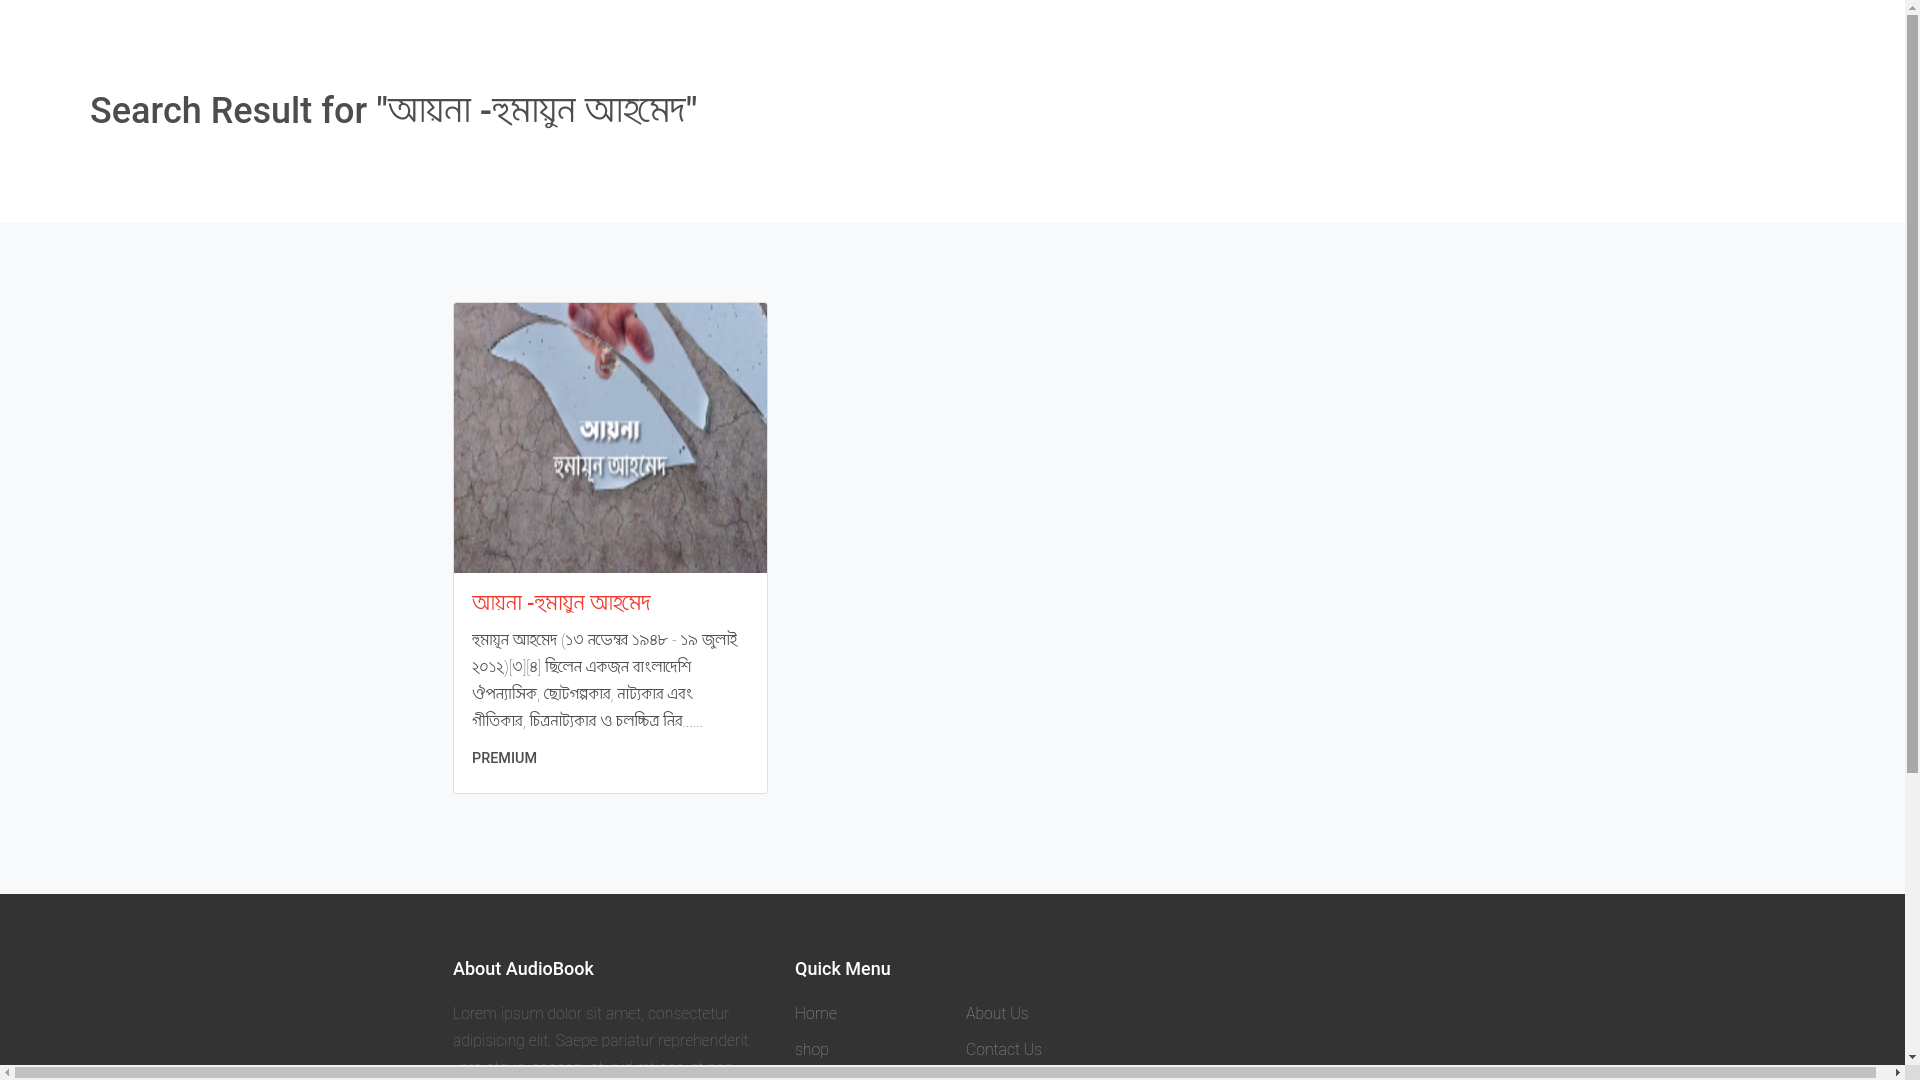 Search Result for "আয়না -হুমায়ুন আহমেদ"
আয়না
হুমায়ূন আহমেদ
আয়না -হুমায়ুন আহমেদ
হুমায়ূন আহমেদ (১৩ নভেম্বর ১৯৪৮ - ১৯ জুলাই
২০১২)[৩][৪] ছিলেন একজন বাংলাদেশি
ঔপন্যাসিক, ছোটগল্পকার, নাট্যকার এবং
গীতিকার, চিত্রনাট্যকার ও চলচ্চিত্র নির......
PREMIUM
About AudioBook
Lorem ipsum dolor sit amet, consectetur
adipisicing elit. Saepe pariatur reprehenderit
Quick Menu
Home
About Us
shop
Contact Us